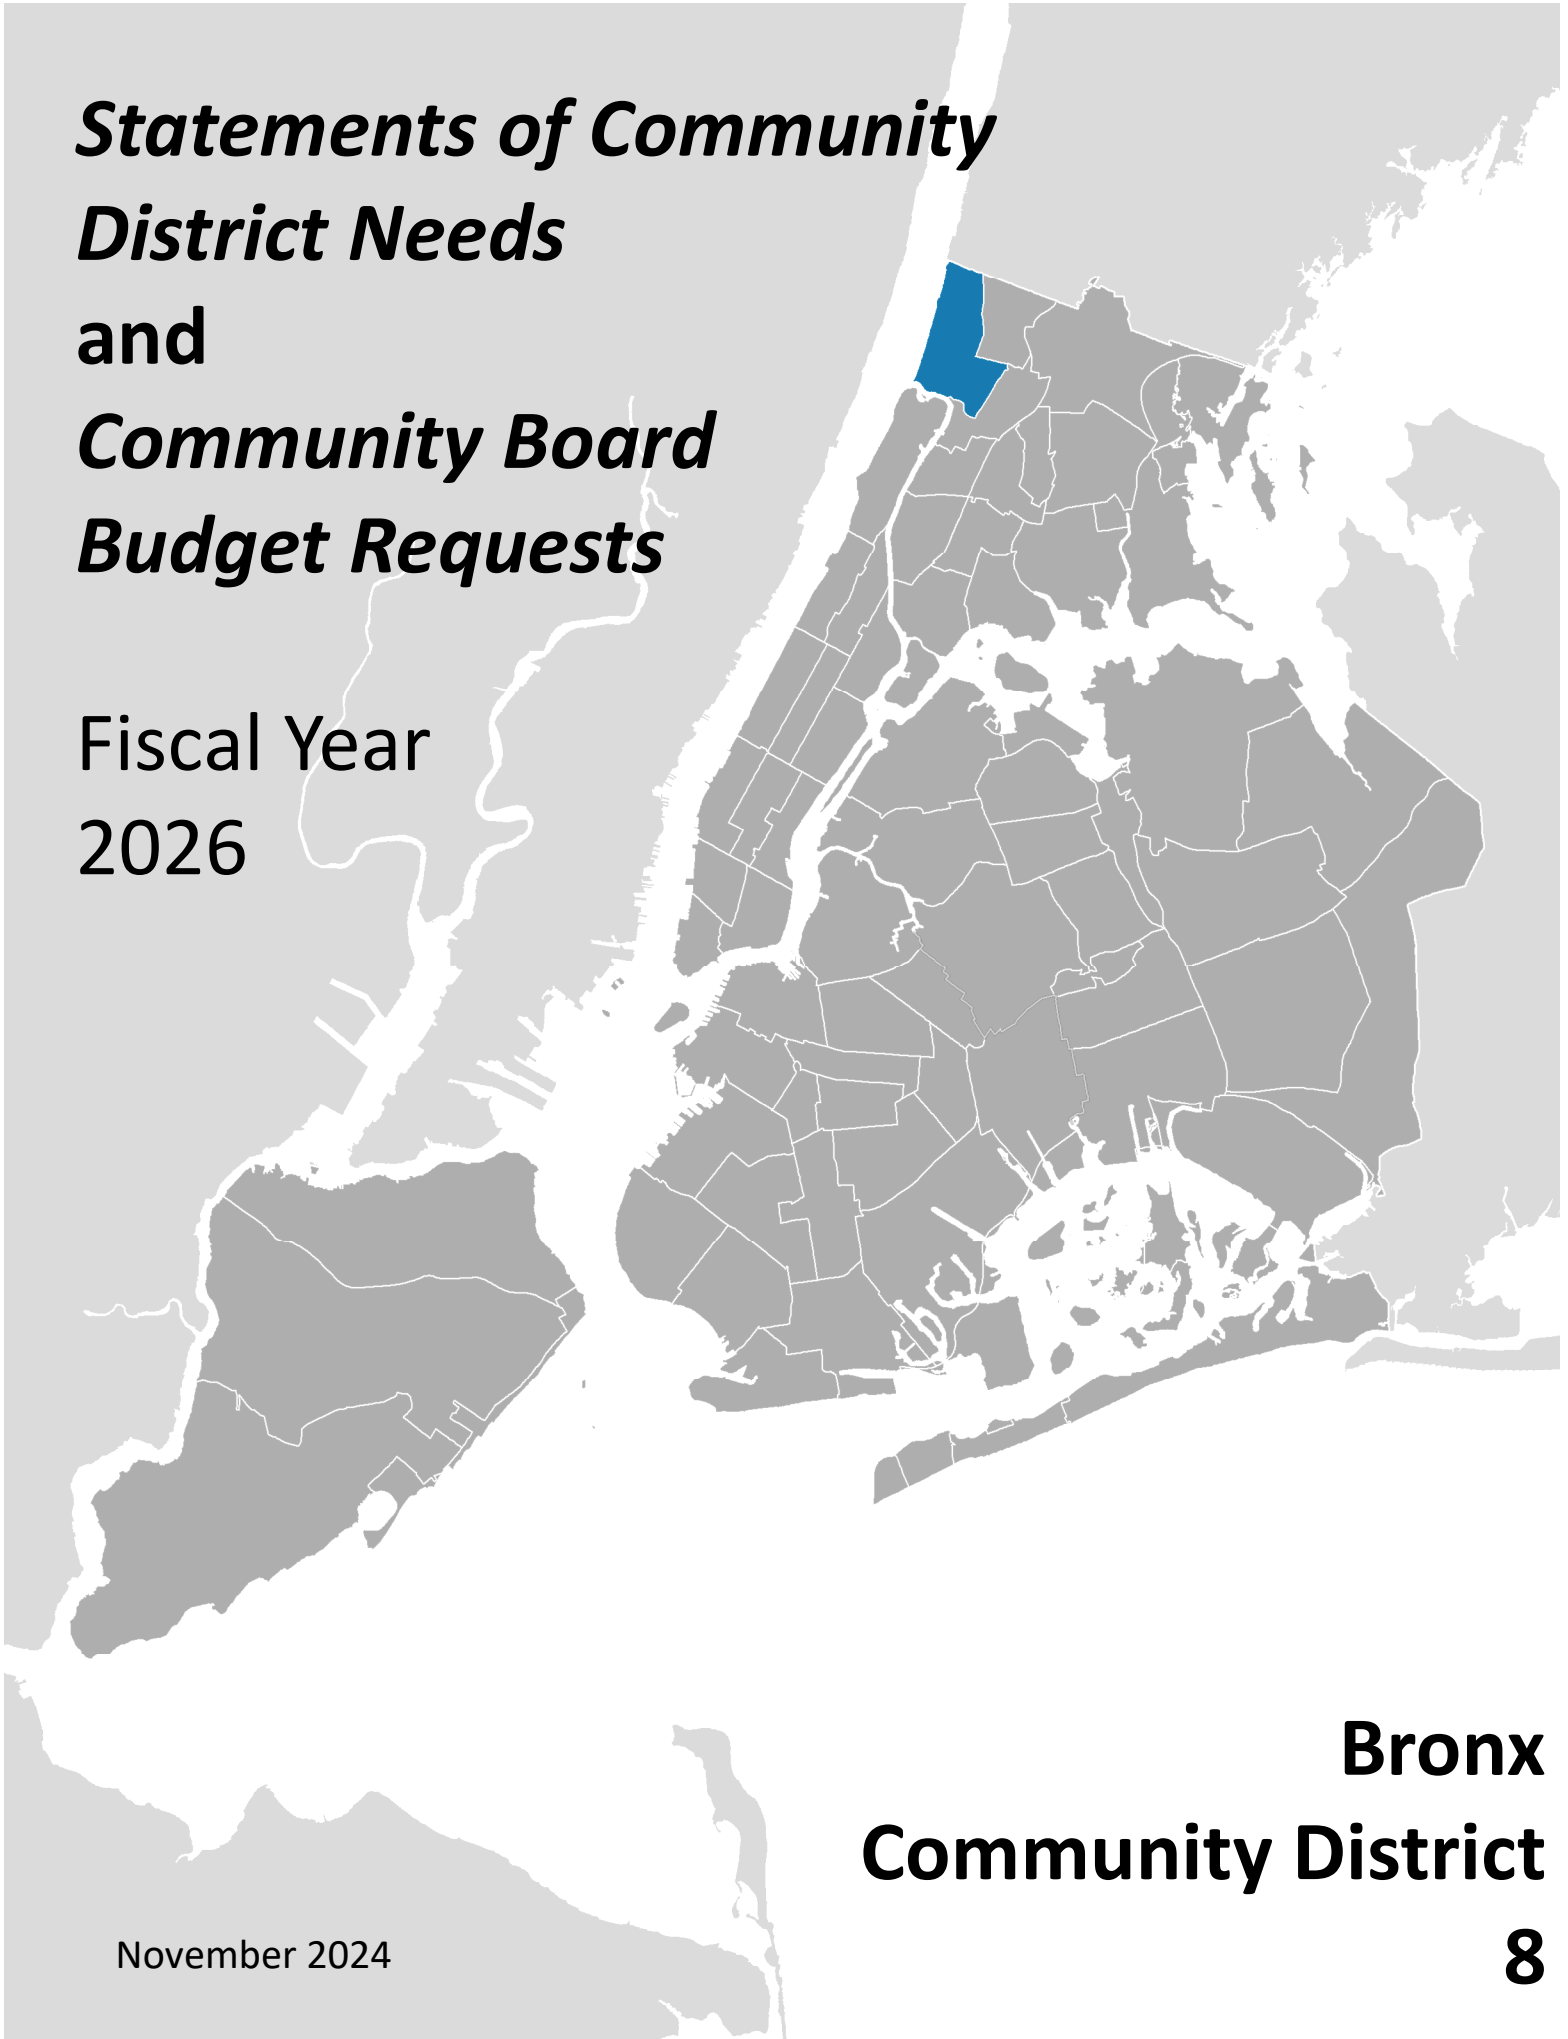 Statements of Community
District Needs
and
Community Board
Budget Requests
Fiscal Year
2026
Bronx
Community District
8
November 2024